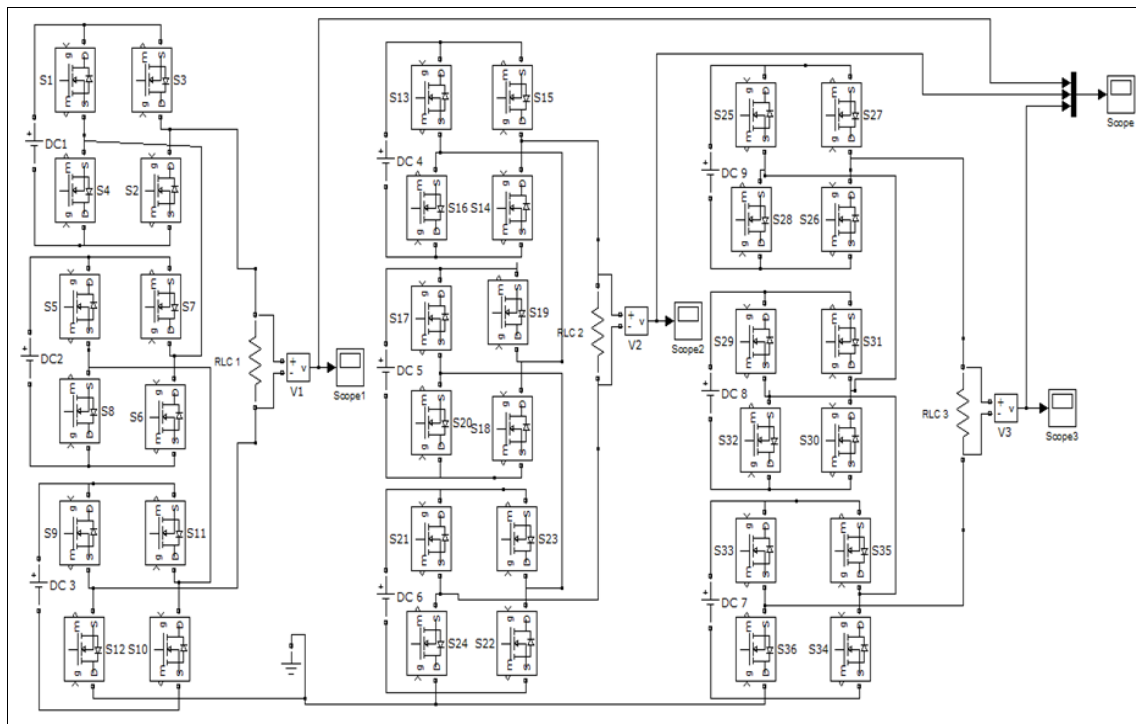 S1
S3
DC1
S4
S2
S5
S7
DC2
S8
S6
S9
S11
DC 3
S12
S10
RLC 1
+
-
v
V1
Scope1
S13
S15
DC 4
S16
S14
S17
S19
DC 5
S20
S18
S21
S23
DC 6
S24
S22
RLC 2
+
-
v
V2
Scope2
S25
S27
DC 9
S28
S26
S29
S31
DC 8
S32
S30
S33
S35
DC 7
S36
S34
RLC 3
+
-
v
V3
Scope3
Scope